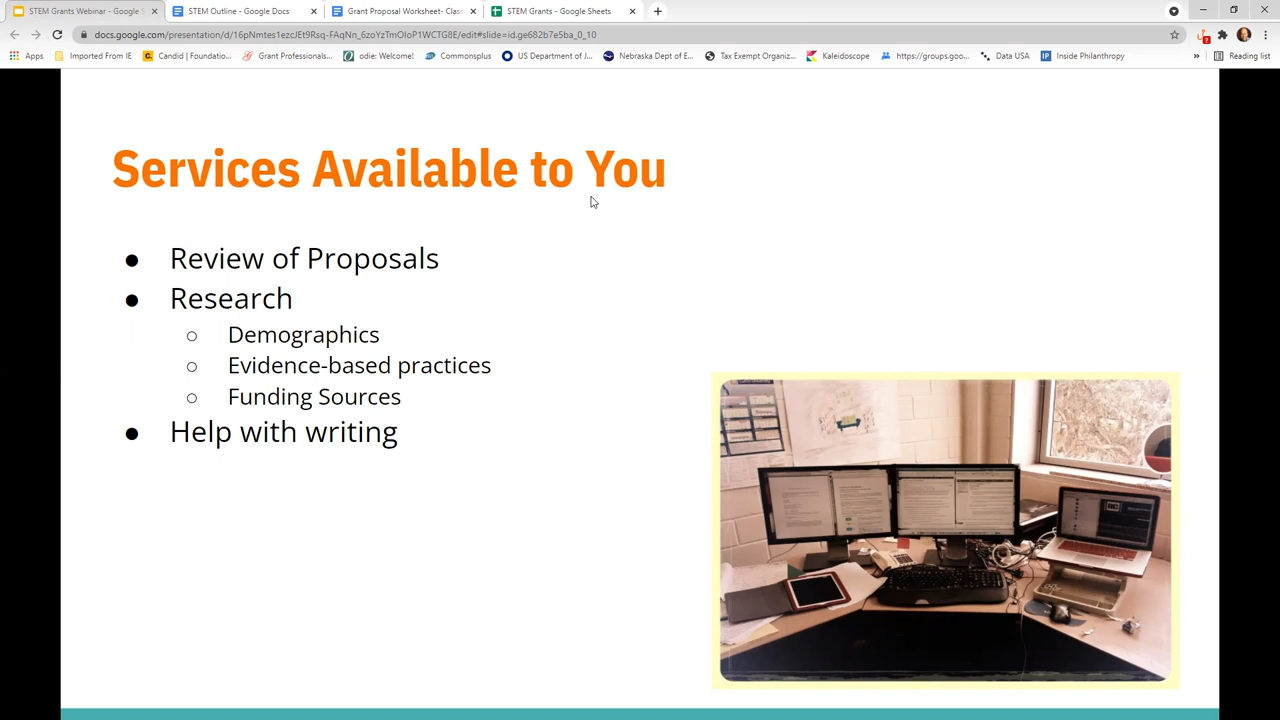 STEM Grants Webinar - Google S
STEM Outline - Google Docs
Grant Proposal Worksheet- Class
STEM Grants - Google Sheets
docs.google.com/presentation/d/16pNmtes1ezcJEt9Rsq-FAqNn_6zoYzTmOIoP1WCTG8E/edit#slide=id.ge682b7e5ba_0_10
Apps
Imported From IE
Candid | Foundatio...
Grant Professionals...
odie: Welcome!
Commonsplus
US Department of J...
Nebraska Dept of E...
Tax Exempt Organiz...
Kaleidoscope
https://groups.goo...
Data USA
Inside Philanthropy
»
Reading list
Services Available to You
● Review of Proposals
● Research
○ Demographics
○ Evidence-based practices
○ Funding Sources
● Help with writing